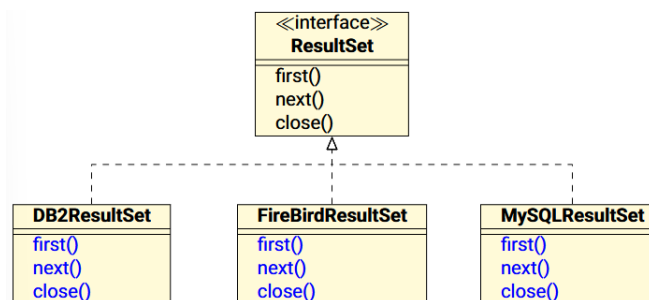 ≪interface≫
ResultSet
first()
next()
close()
DB2ResultSet
first()
next()
close()
FireBirdResultSet
first()
next()
close()
MySQLResultSet
first()
next()
close()